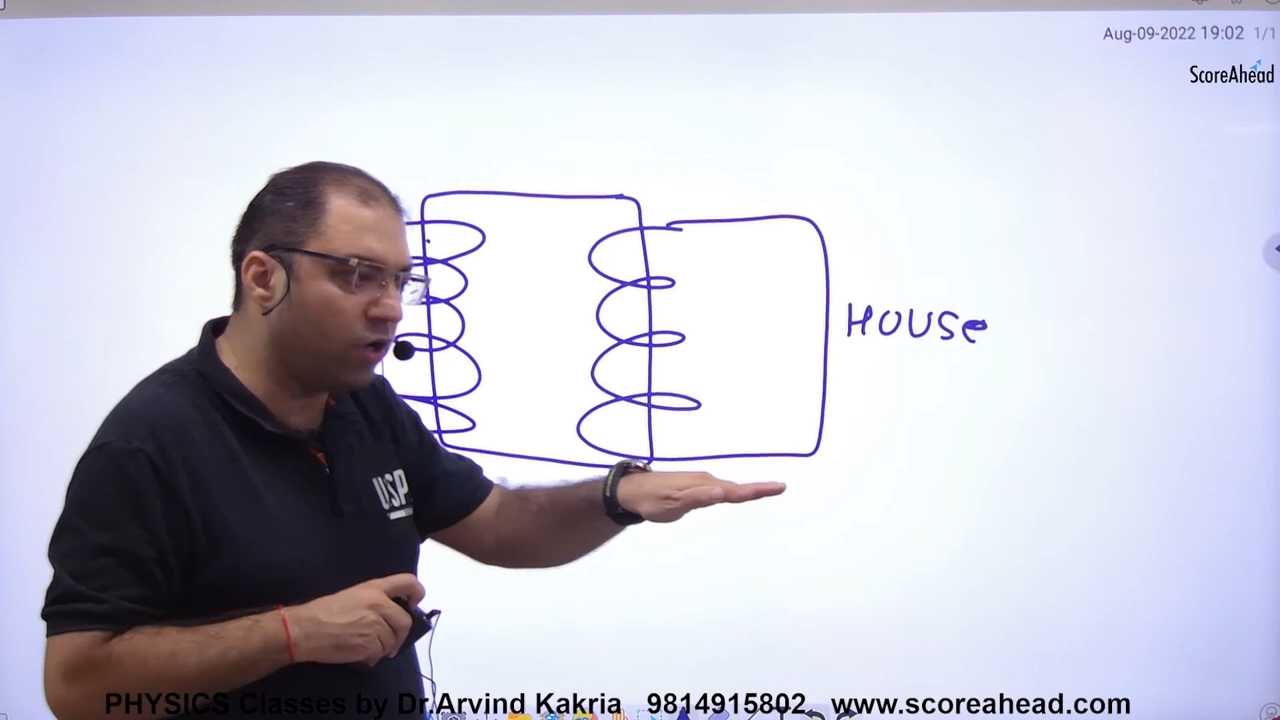 Aug-09-2022 19:02 1/1
ScoreAhead
HOUSe
USP
PHYSICS Classes by Dr.Arvind Kakria 9814915802 www.scoreahead.com